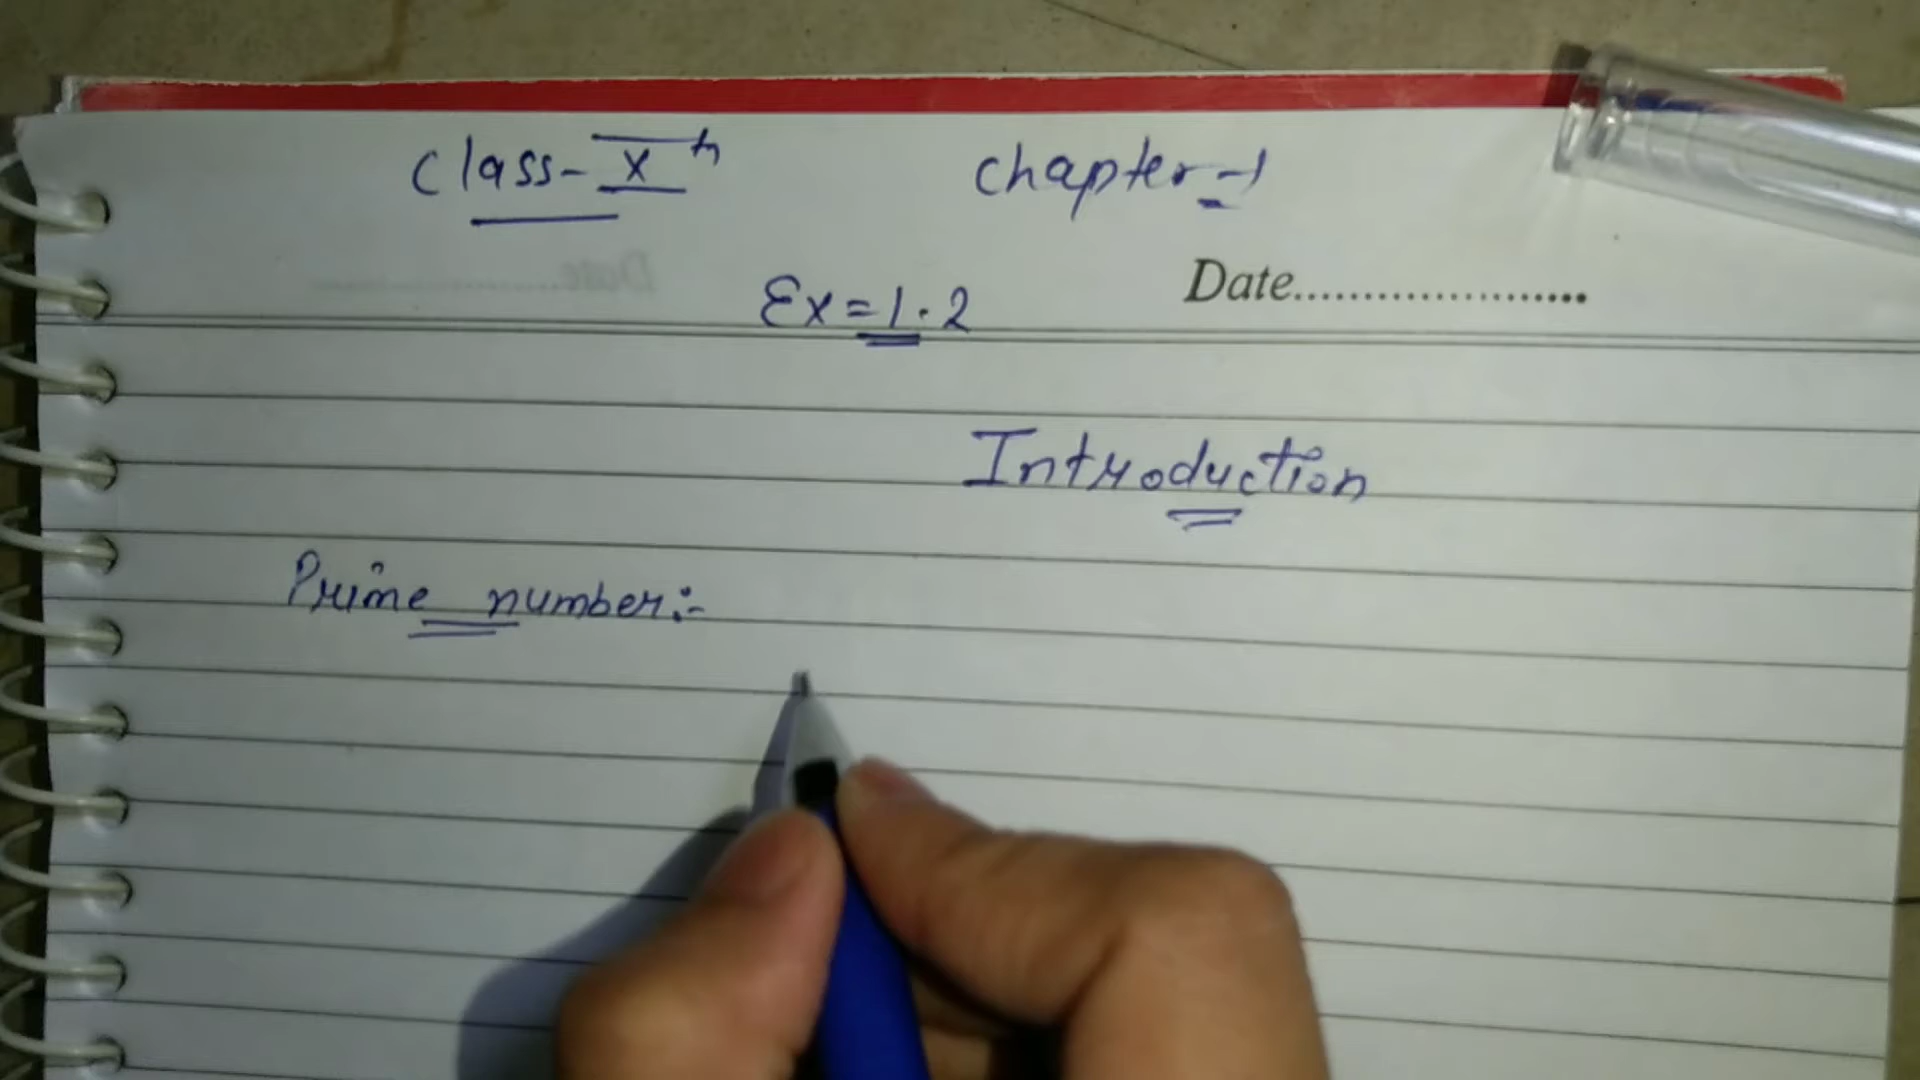 Class-Xth Chapter-1
Date.....................
Ex=1.2
Introduction
Prime number:-